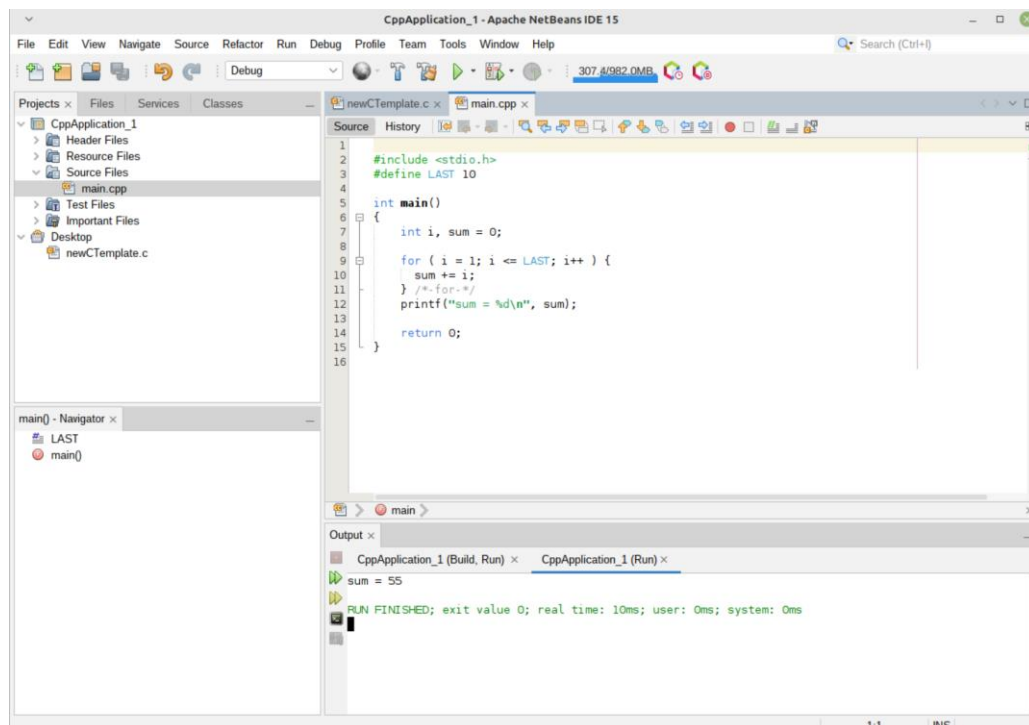 CppApplication_1 - Apache NetBeans IDE 15
File Edit View Navigate Source Refactor Run Debug Profile Team Tools Window Help
Search (Ctrl+I)
Debug
307.4/982.0MB
Projects Files Services Classes
CppApplication_1
Header Files
Resource Files
Source Files
main.cpp
Test Files
Important Files
Desktop
newCTemplate.c
main() - Navigator
LAST
main()
newCTemplate.c main.cpp
Source History
1
2 #include <stdio.h>
3 #define LAST 10
4
5 int main()
6 {
7 int i, sum = 0;
8
9 for ( i = 1; i <= LAST; i++ ) {
10 sum += i;
11 } /*-for-*/
12 printf("sum = %d\n", sum);
13
14 return 0;
15 }
16
main
Output
CppApplication_1 (Build, Run) CppApplication_1 (Run)
sum = 55
RUN FINISHED; exit value 0; real time: 10ms; user: 0ms; system: 0ms
1:1 INS